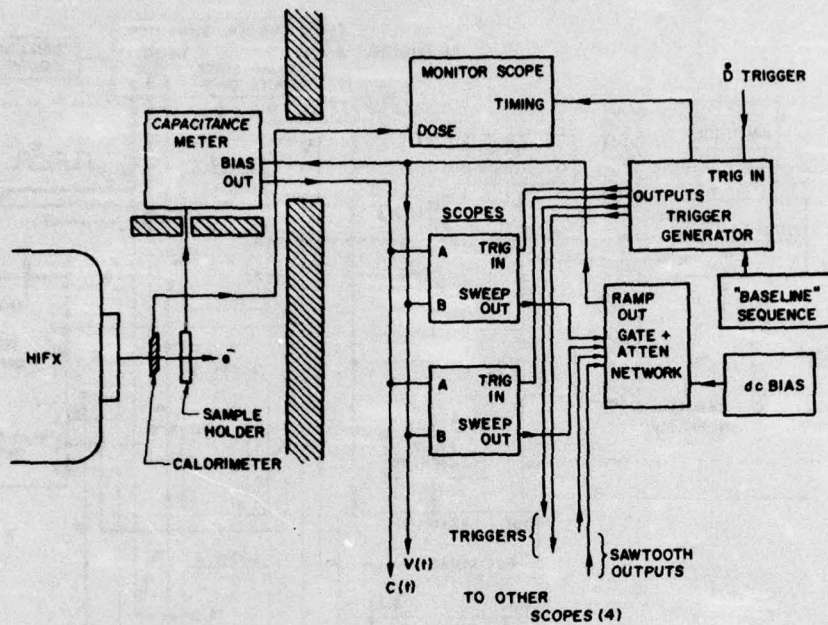 MONITOR SCOPE
TIMING
DOSE
Ḋ TRIGGER
CAPACITANCE
METER
BIAS
OUT
TRIG IN
OUTPUTS
TRIGGER
GENERATOR
SCOPES
A
TRIG
IN
B
SWEEP
OUT
RAMP
OUT
GATE +
ATTEN
NETWORK
"BASELINE"
SEQUENCE
HIFX
e⁻
SAMPLE
HOLDER
CALORIMETER
A
TRIG
IN
B
SWEEP
OUT
dc BIAS
TRIGGERS
SAWTOOTH
OUTPUTS
V(t)
C(t)
TO OTHER
SCOPES (4)